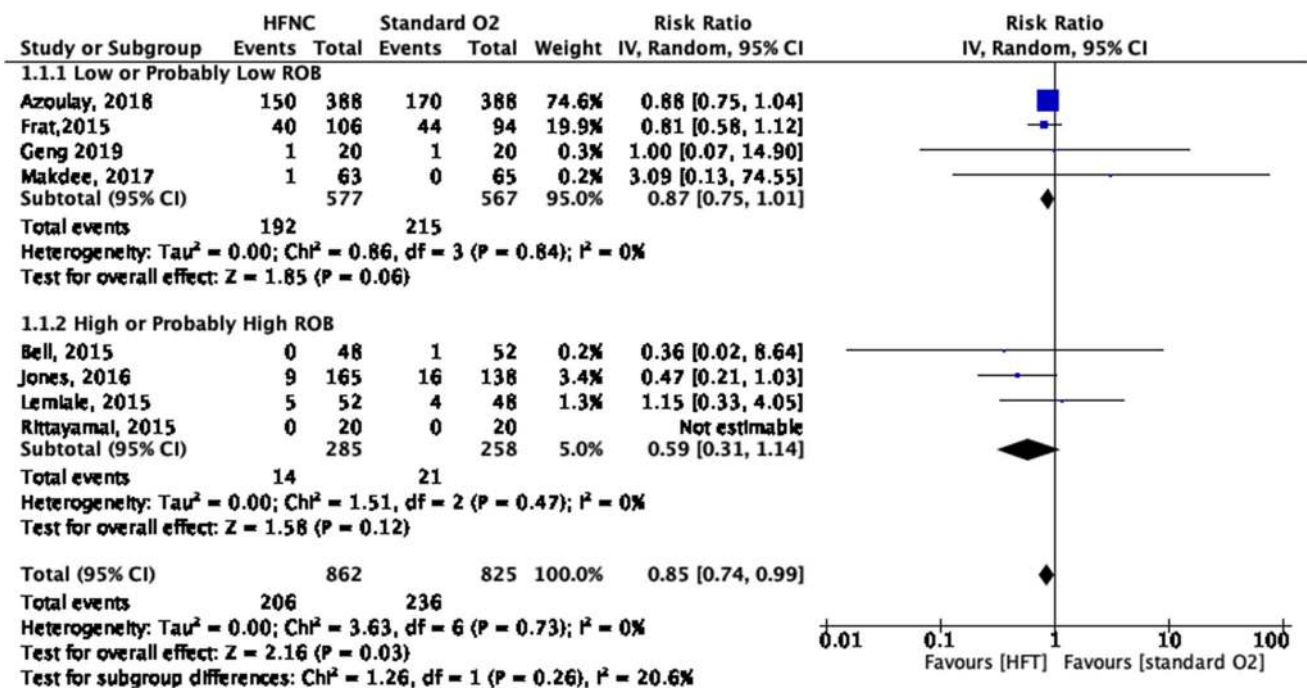 HFNC Standard O2 Risk Ratio Risk Ratio
Study or Subgroup Events Total Events Total Weight IV, Random, 95% CI IV, Random, 95% CI
1.1.1 Low or Probably Low ROB
Azoulay, 2018 150 388 170 388 74.6% 0.88 [0.75, 1.04]
Frat,2015 40 106 44 94 19.9% 0.81 [0.58, 1.12]
Geng 2019 1 20 1 20 0.3% 1.00 [0.07, 14.90]
Makdee, 2017 1 63 0 65 0.2% 3.09 [0.13, 74.55]
Subtotal (95% CI) 577 567 95.0% 0.87 [0.75, 1.01]
Total events 192 215
Heterogeneity: Tau² = 0.00; Chi² = 0.86, df = 3 (P = 0.84); I² = 0%
Test for overall effect: Z = 1.85 (P = 0.06)
1.1.2 High or Probably High ROB
Bell, 2015 0 48 1 52 0.2% 0.36 [0.02, 8.64]
Jones, 2016 9 165 16 138 3.4% 0.47 [0.21, 1.03]
Lemiale, 2015 5 52 4 48 1.3% 1.15 [0.33, 4.05]
Rittayamai, 2015 0 20 0 20 Not estimable
Subtotal (95% CI) 285 258 5.0% 0.59 [0.31, 1.14]
Total events 14 21
Heterogeneity: Tau² = 0.00; Chi² = 1.51, df = 2 (P = 0.47); I² = 0%
Test for overall effect: Z = 1.58 (P = 0.12)
Total (95% CI) 862 825 100.0% 0.85 [0.74, 0.99]
Total events 206 236
Heterogeneity: Tau² = 0.00; Chi² = 3.63, df = 6 (P = 0.73); I² = 0%
Test for overall effect: Z = 2.16 (P = 0.03)
Test for subgroup differences: Chi² = 1.26, df = 1 (P = 0.26), I² = 20.6%
0.01 0.1 1 10 100
Favours [HFT] Favours [standard O2]